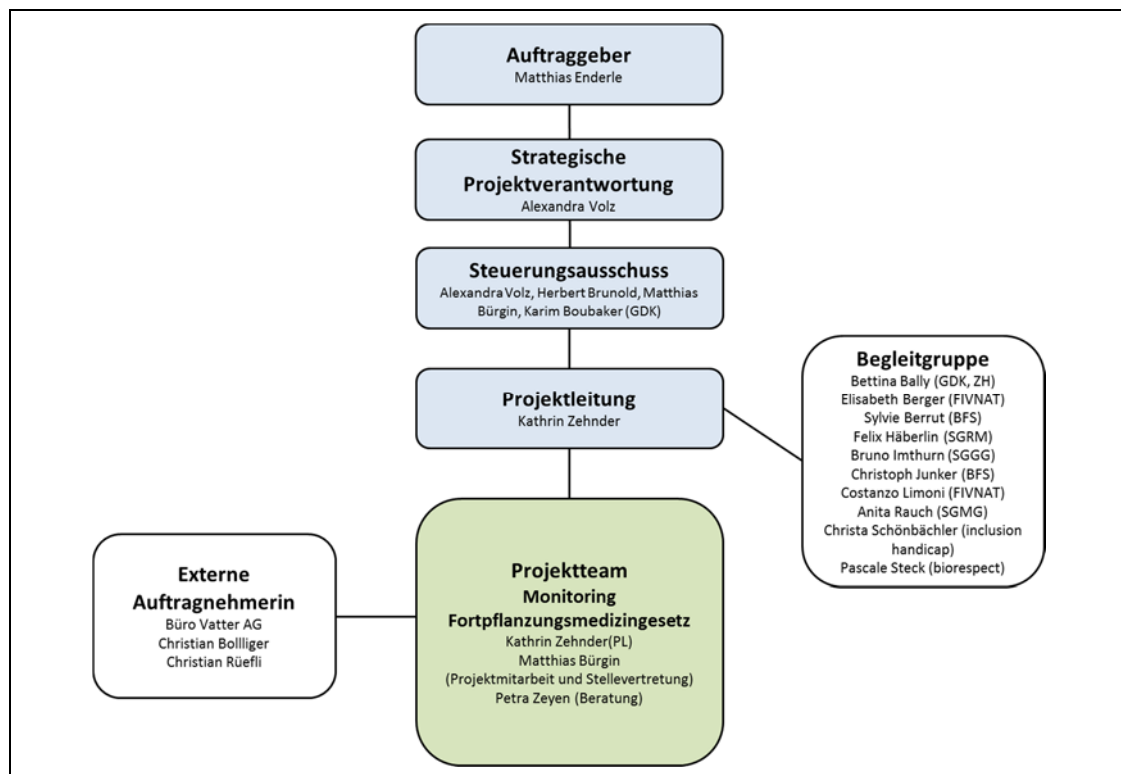 Auftraggeber
Matthias Enderle
Strategische
Projektverantwortung
Alexandra Volz
Steuerungsausschuss
Alexandra Volz, Herbert Brunold, Matthias
Bürgin, Karim Boubaker (GDK)
Projektleitung
Kathrin Zehnder
Begleitgruppe
Bettina Bally (GDK, ZH)
Elisabeth Berger (FIVNAT)
Sylvie Berrut (BFS)
Felix Häberlin (SGRM)
Bruno Imthurn (SGGG)
Christoph Junker (BFS)
Costanzo Limoni (FIVNAT)
Anita Rauch (SGMG)
Christa Schönbächler (inclusion
handicap)
Pascale Steck (biorespect)
Externe
Auftragnehmerin
Büro Vatter AG
Christian Bollliger
Christian Rüefli
Projektteam
Monitoring
Fortpflanzungsmedizingesetz
Kathrin Zehnder(PL)
Matthias Bürgin
(Projektmitarbeit und Stellevertretung)
Petra Zeyen (Beratung)